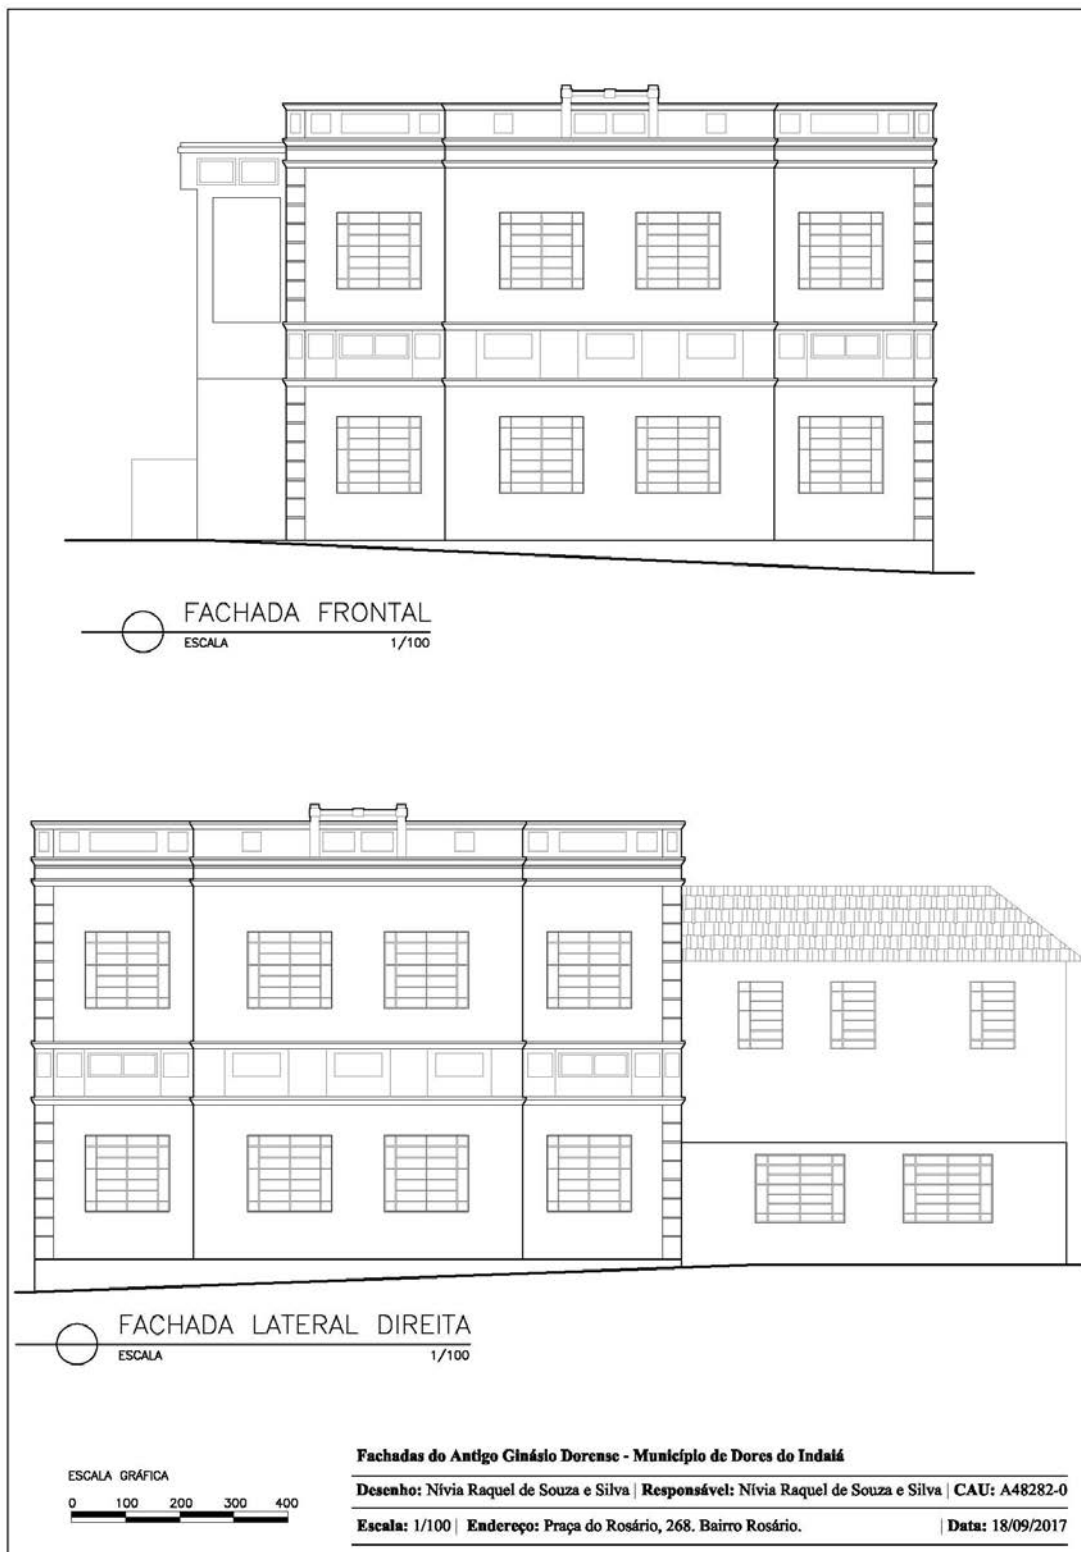 FACHADA FRONTAL
ESCALA 1/100
FACHADA LATERAL DIREITA
ESCALA 1/100
ESCALA GRÁFICA
0 100 200 300 400
Fachadas do Antigo Ginásio Dorense - Município de Dores do Indaiá
Desenho: Nívia Raquel de Souza e Silva | Responsável: Nívia Raquel de Souza e Silva | CAU: A48282-0
Escala: 1/100 | Endereço: Praça do Rosário, 268. Bairro Rosário. | Data: 18/09/2017